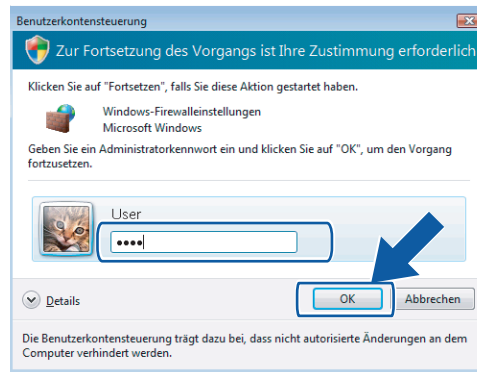 Benutzerkontensteuerung
Zur Fortsetzung des Vorgangs ist Ihre Zustimmung erforderlich
Klicken Sie auf "Fortsetzen", falls Sie diese Aktion gestartet haben.
Windows-Firewalleinstellungen
Microsoft Windows
Geben Sie ein Administratorkennwort ein und klicken Sie auf "OK", um den Vorgang
fortzusetzen.
User
••••
Details
OK
Abbrechen
Die Benutzerkontensteuerung trägt dazu bei, dass nicht autorisierte Änderungen an dem
Computer verhindert werden.